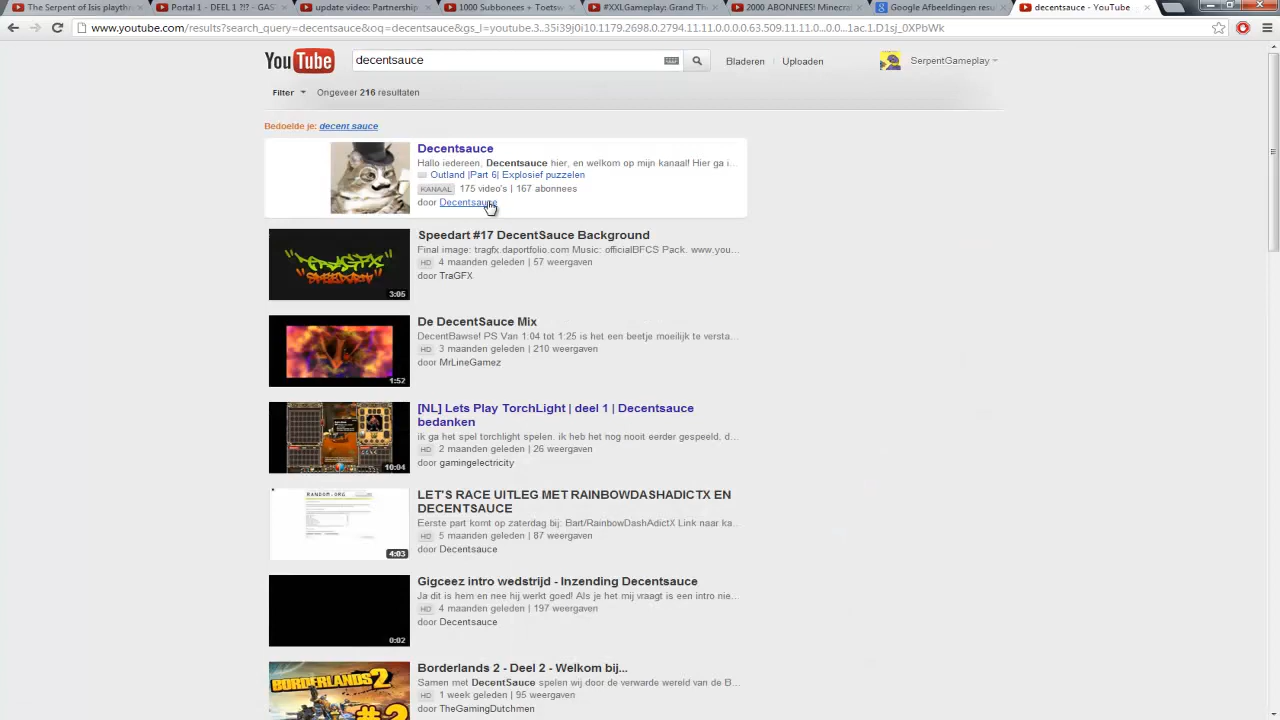 The Serpent of Isis playthr
Portal 1 - DEEL 1 ?!? - GAST
update video: Partnership
1000 Subboners + Toetsw
#XXLGameplay: Grand The
2000 ABONNEES! Minecra
Google Afbeeldingen resu
decentsauce - YouTube
www.youtube.com/results?search_query=decentsauce&oq=decentsauce&gs_l=youtube.3..35i39j0.1179.2698.0.2794.11.11.0.0.0.0.63.509.11.11.0...0.0...1ac.1.D1sj_0XPbWk
YouTube
decentsauce
Bladeren
Uploaden
SerpentGameplay
Filter
Ongeveer 216 resultaten
Bedoelde je: decent sauce
Decentsauce
Hallo iedereen, Decentsauce hier, en welkom op mijn kanaal! Hier ga i...
Outland |Part 6| Explosief puzzelen
KANAAL 175 video's | 167 abonnees
door Decentsauce
Speedart #17 DecentSauce Background
Final image: tragfx daportfolio.com Music: officialBFCS Pack. www.you...
HD 4 maanden geleden | 57 weergaven
door TraGFX
"TRAGFX"
"SPEEDART"
3:05
De DecentSauce Mix
DecentBawse! PS Van 1:04 tot 1:25 is het een beetje moeilijk te versta...
HD 3 maanden geleden | 210 weergaven
door MrLineGamez
1:52
[NL] Lets Play TorchLight | deel 1 | Decentsauce
bedanken
ik ga het spel torchlight spelen. ik heb het nog nooit eerder gespeeld. d...
HD 2 maanden geleden | 26 weergaven
door gamingelectricity
10:04
LET'S RACE UITLEG MET RAINBOWDASHADICTX EN
DECENTSAUCE
Eerste part komt op zaterdag bij: Bart/RainbowDashAdictX Link naar ka...
HD 5 maanden geleden | 87 weergaven
door Decentsauce
RANDOM.ORG
4:03
Gigceez intro wedstrijd - Inzending Decentsauce
Ja dit is hem en nee hij werkt goed! Als je het mij vraagt is een intro nie...
HD 4 maanden geleden | 197 weergaven
door Decentsauce
0:02
Borderlands 2 - Deel 2 - Welkom bij...
Samen met DecentSauce spelen wij door de verwarde wereld van de B...
HD 1 week geleden | 95 weergaven
door TheGamingDutchmen
BORDERLANDS 2
#2